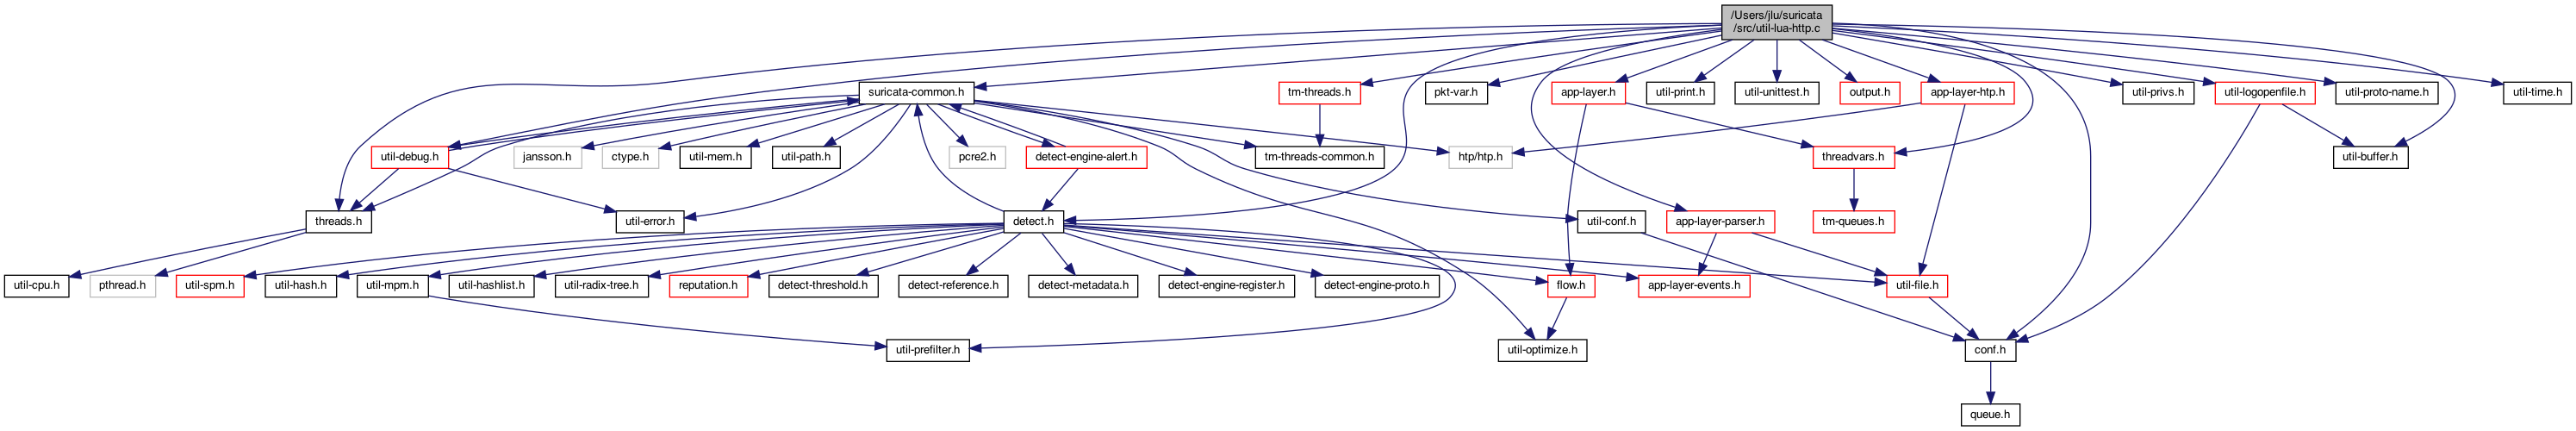 /Users/jlu/suricata
/src/util-lua-http.c
suricata-common.h
tm-threads.h
pkt-var.h
app-layer.h
util-print.h
util-unittest.h
output.h
app-layer-htp.h
util-privs.h
util-logopenfile.h
util-proto-name.h
util-time.h
util-debug.h
jansson.h
ctype.h
util-mem.h
util-path.h
pcre2.h
detect-engine-alert.h
tm-threads-common.h
htp/htp.h
threadvars.h
util-buffer.h
threads.h
util-error.h
detect.h
util-conf.h
app-layer-parser.h
tm-queues.h
util-cpu.h
pthread.h
util-spm.h
util-hash.h
util-mpm.h
util-hashlist.h
util-radix-tree.h
reputation.h
detect-threshold.h
detect-reference.h
detect-metadata.h
detect-engine-register.h
detect-engine-proto.h
flow.h
app-layer-events.h
util-file.h
util-prefilter.h
util-optimize.h
conf.h
queue.h